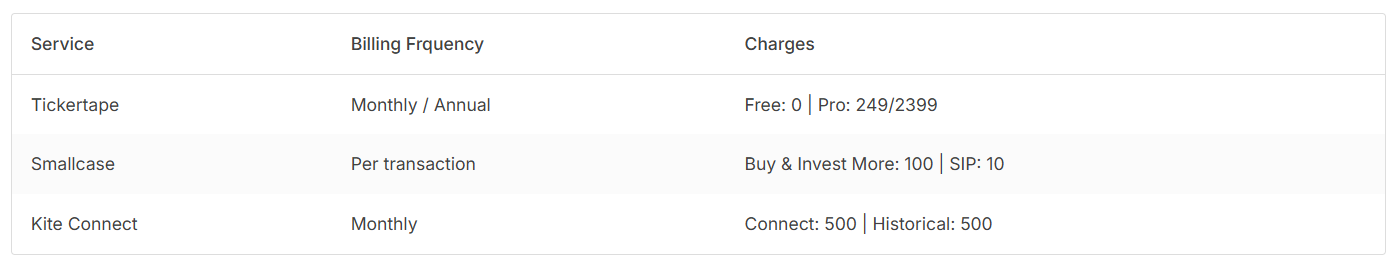 Service Billing Frquency Charges
Tickertape Monthly / Annual Free: 0 | Pro: 249/2399
Smallcase Per transaction Buy & Invest More: 100 | SIP: 10
Kite Connect Monthly Connect: 500 | Historical: 500